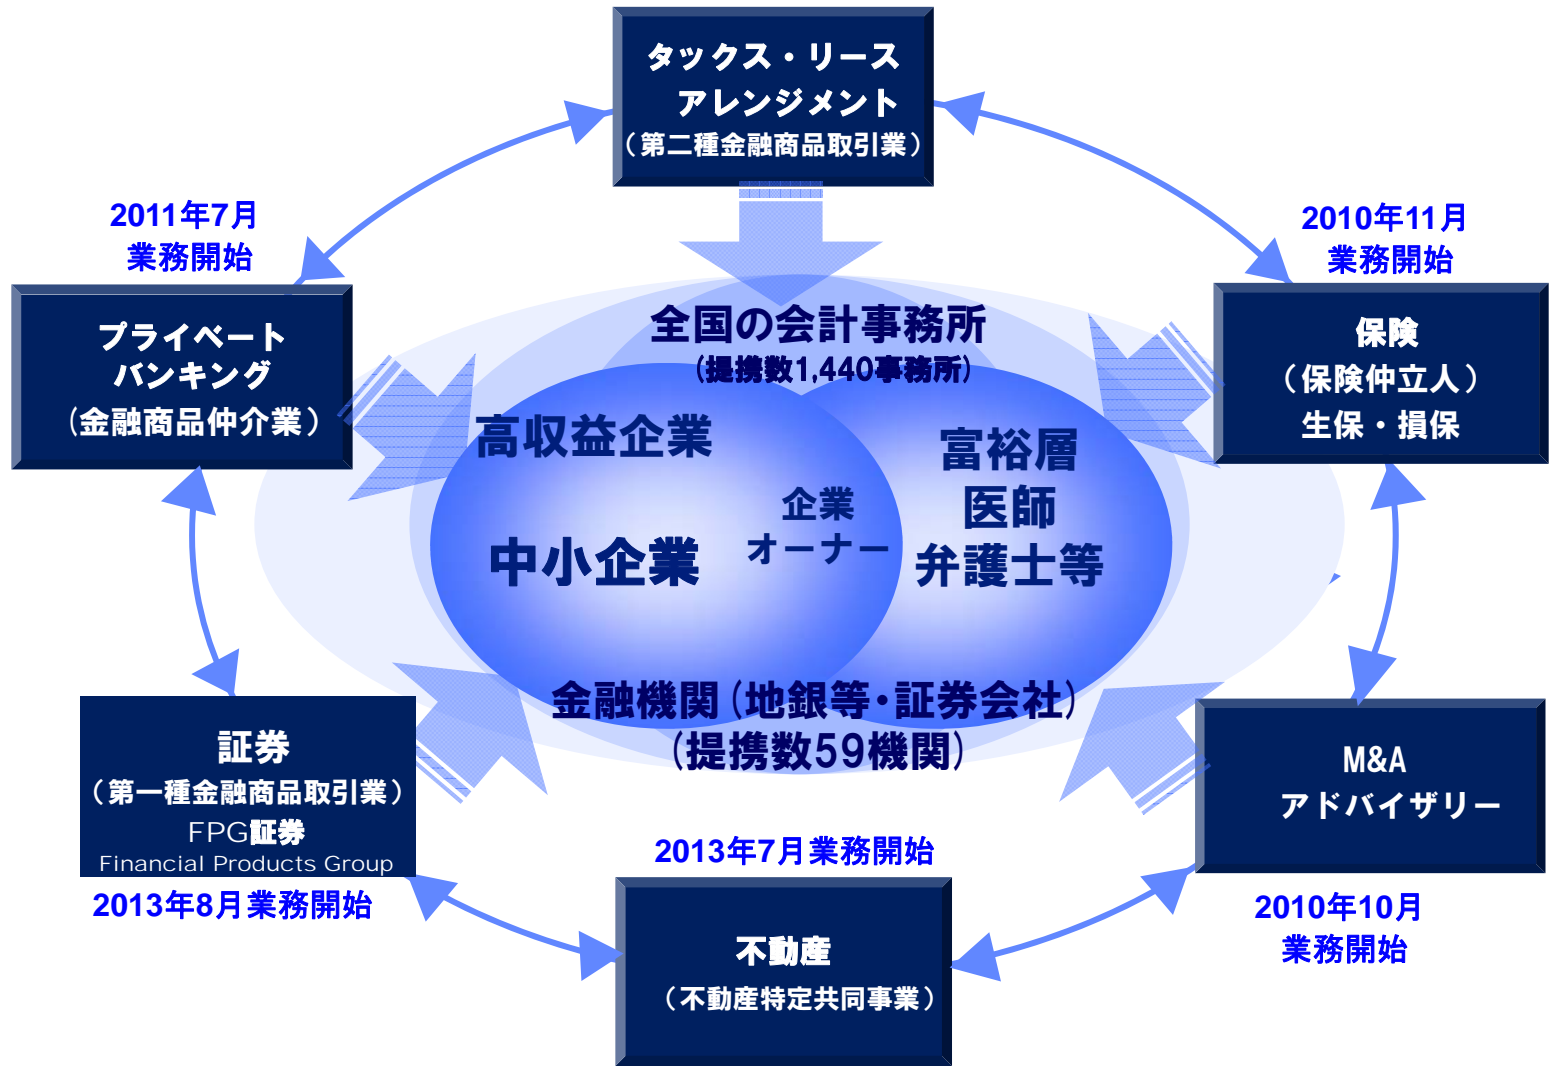 タックス・リース
アレンジメント
（第二種金融商品取引業）
2011年7月
業務開始
2010年11月
業務開始
プライベート
バンキング
(金融商品仲介業）
保険
（保険仲立人）
生保・損保
全国の会計事務所
(提携数1,440事務所)
高収益企業
中小企業
企業
オーナー
富裕層
医師
弁護士等
金融機関(地銀等・証券会社)
(提携数59機関)
証券
（第一種金融商品取引業）
FPG証券
Financial Products Group
2013年8月業務開始
M&A
アドバイザリー
2010年10月
業務開始
2013年7月業務開始
不動産
（不動産特定共同事業）